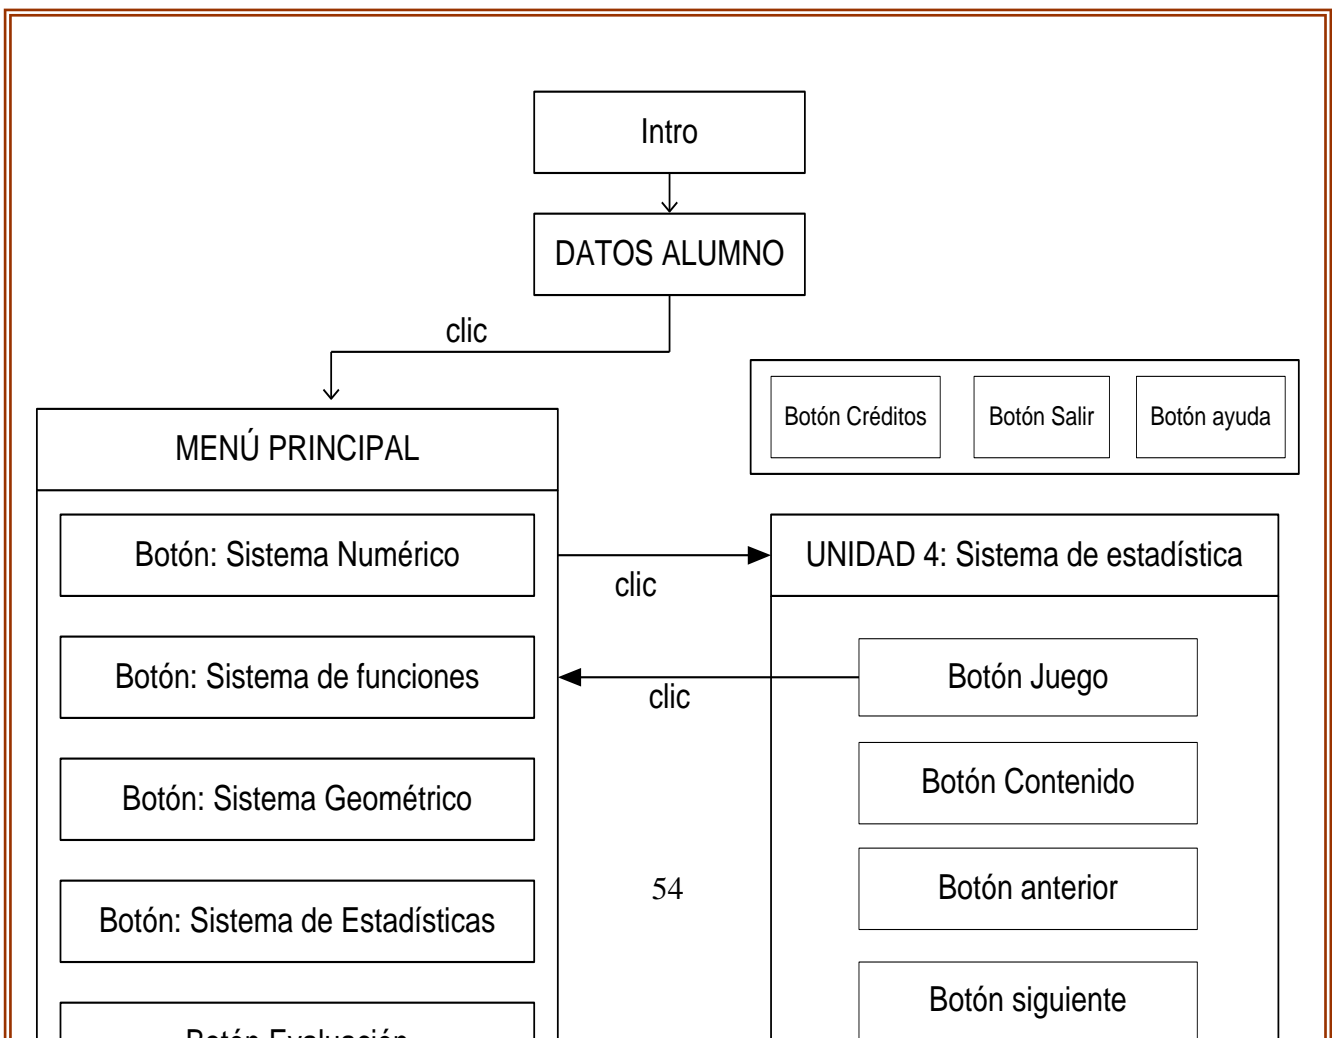 Intro
DATOS ALUMNO
clic
Botón Créditos
Botón Salir
Botón ayuda
MENÚ PRINCIPAL
Botón: Sistema Numérico
clic
UNIDAD 4: Sistema de estadística
Botón: Sistema de funciones
clic
Botón Juego
Botón: Sistema Geométrico
Botón Contenido
54
Botón: Sistema de Estadísticas
Botón anterior
Botón siguiente
Botón Evaluación